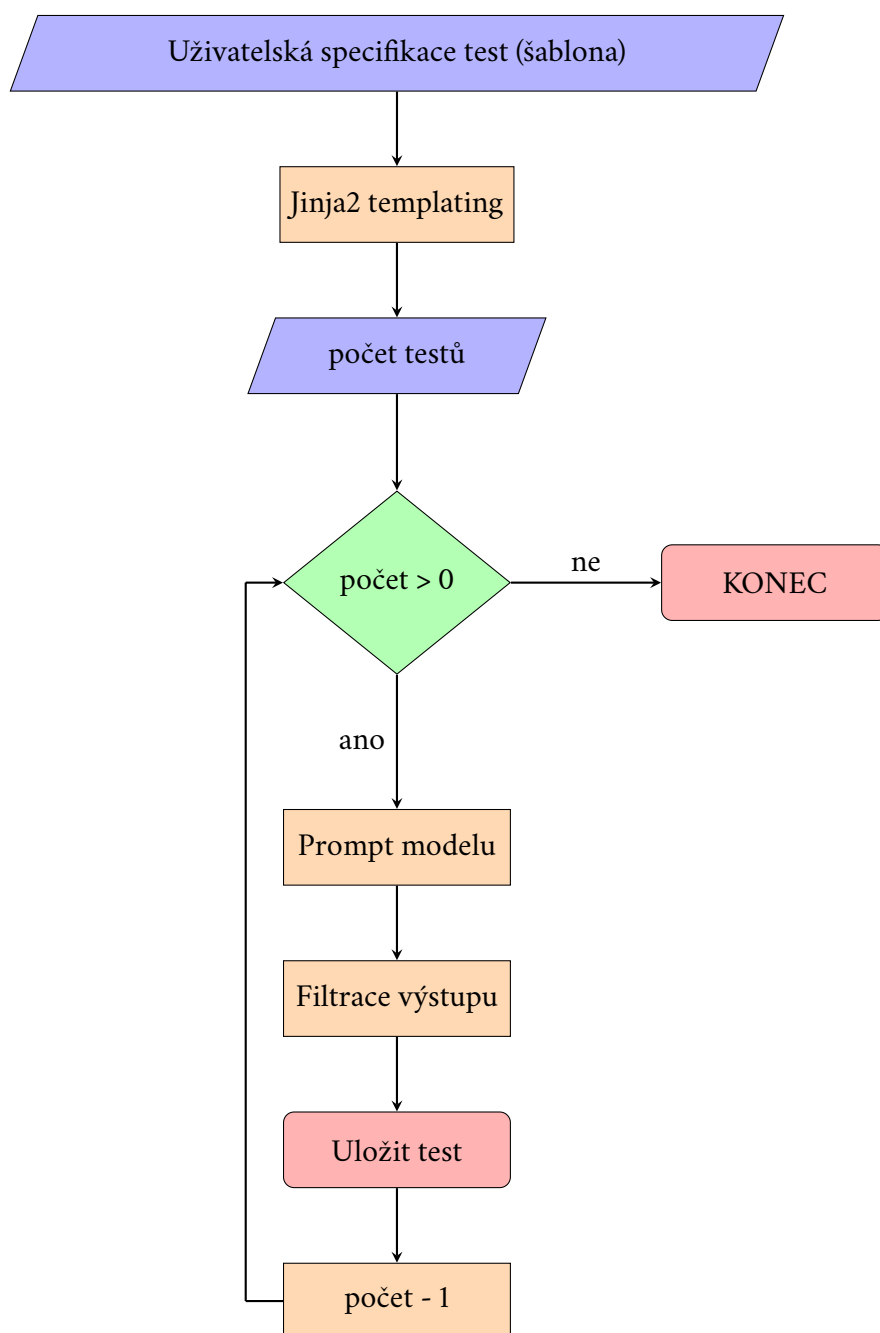 Uživatelská specifikace test (šablona)
Jinja2 templating
počet testů
počet > 0
ne
KONEC
ano
Prompt modelu
Filtrace výstupu
Uložit test
počet - 1